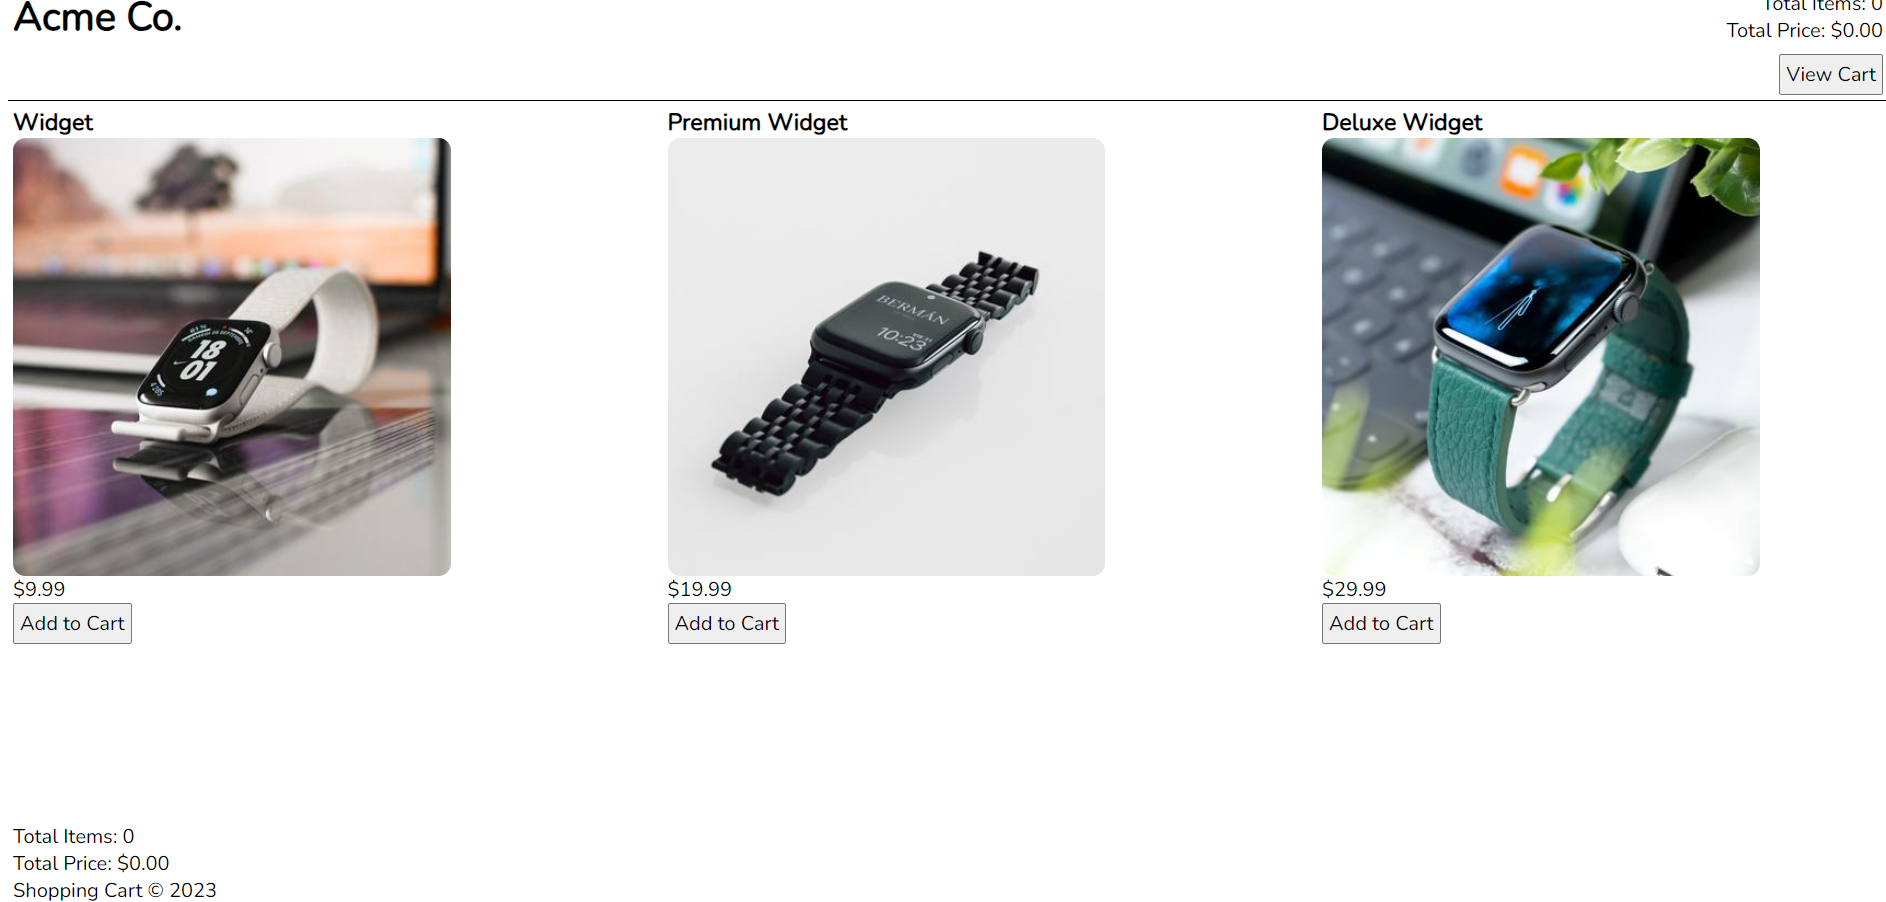 Acme Co.
Total Items: 0
Total Price: $0.00
View Cart
Widget
Premium Widget
Deluxe Widget
18
01
BERMÁN
10:23
$9.99
$19.99
$29.99
Add to Cart
Add to Cart
Add to Cart
Total Items: 0
Total Price: $0.00
Shopping Cart © 2023